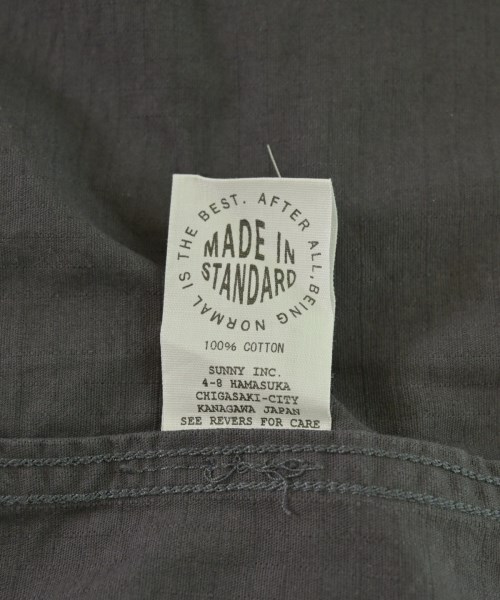 AFTER ALL, BEING NORMAL IS THE BEST.
MADE IN
STANDARD
100% COTTON
SUNNY INC.
4-8 HAMASUKA
CHIGASAKI-CITY
KANAGAWA JAPAN
SEE REVERS FOR CARE